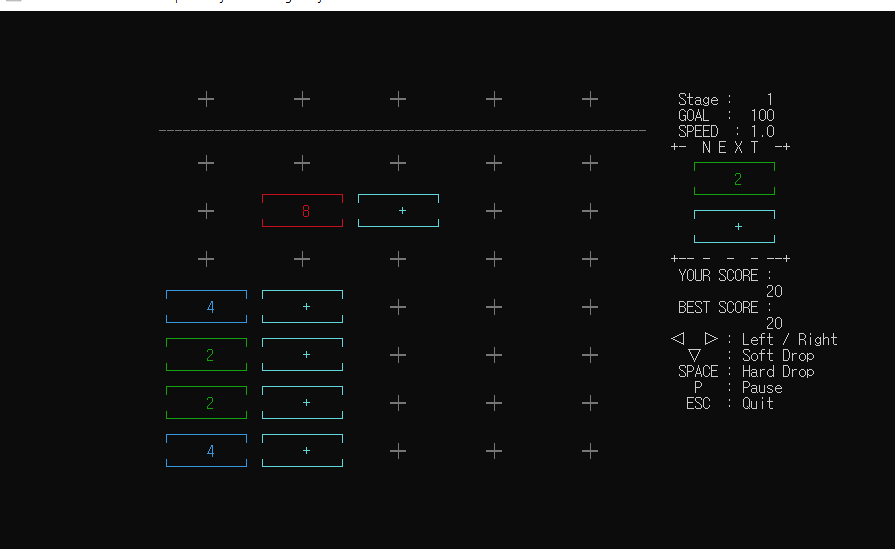 Stage :    1
GOAL  :  100
SPEED  : 1.0
+-  N E X T  -+
2
+
8 +
+-- -  -  - --+
YOUR SCORE :
20
4 +
BEST SCORE :
20
◁  ▷ : Left / Right
2 +
▽   : Soft Drop
SPACE : Hard Drop
P   : Pause
2 +
ESC  : Quit
4 +